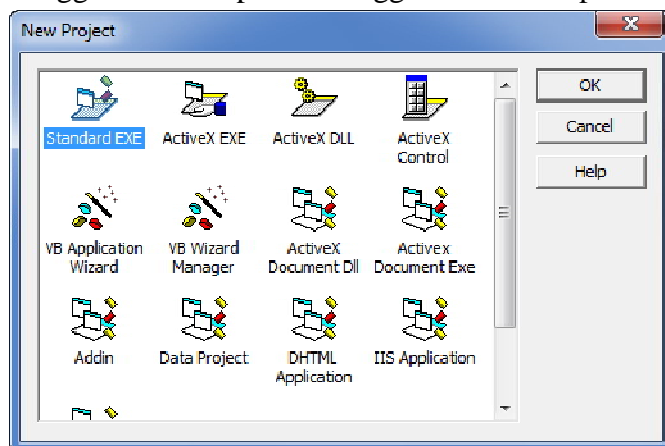 New Project
Standard EXE
ActiveX EXE
ActiveX DLL
ActiveX
Control
VB Application
Wizard
VB Wizard
Manager
ActiveX
Document Dll
Activex
Document Exe
Addin
Data Project
DHTML
Application
IIS Application
OK
Cancel
Help